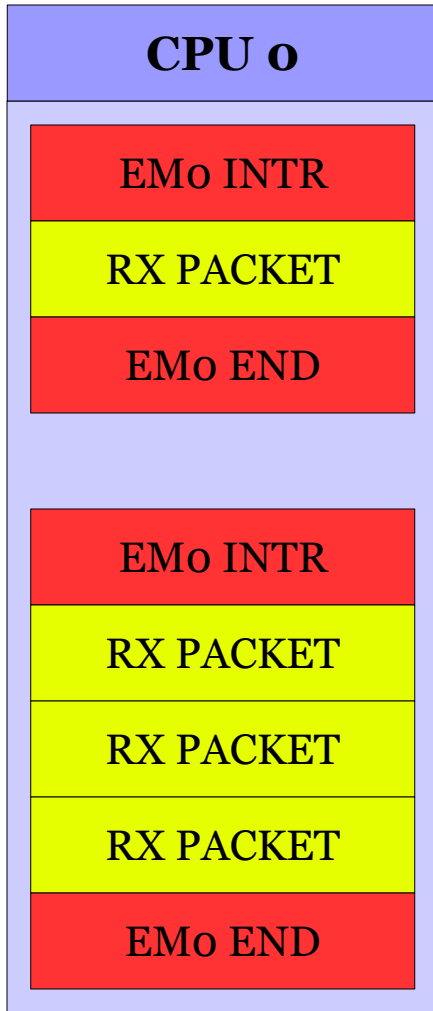 CPU 0
EM0 INTR
RX PACKET
EM0 END
EM0 INTR
RX PACKET
RX PACKET
RX PACKET
EM0 END